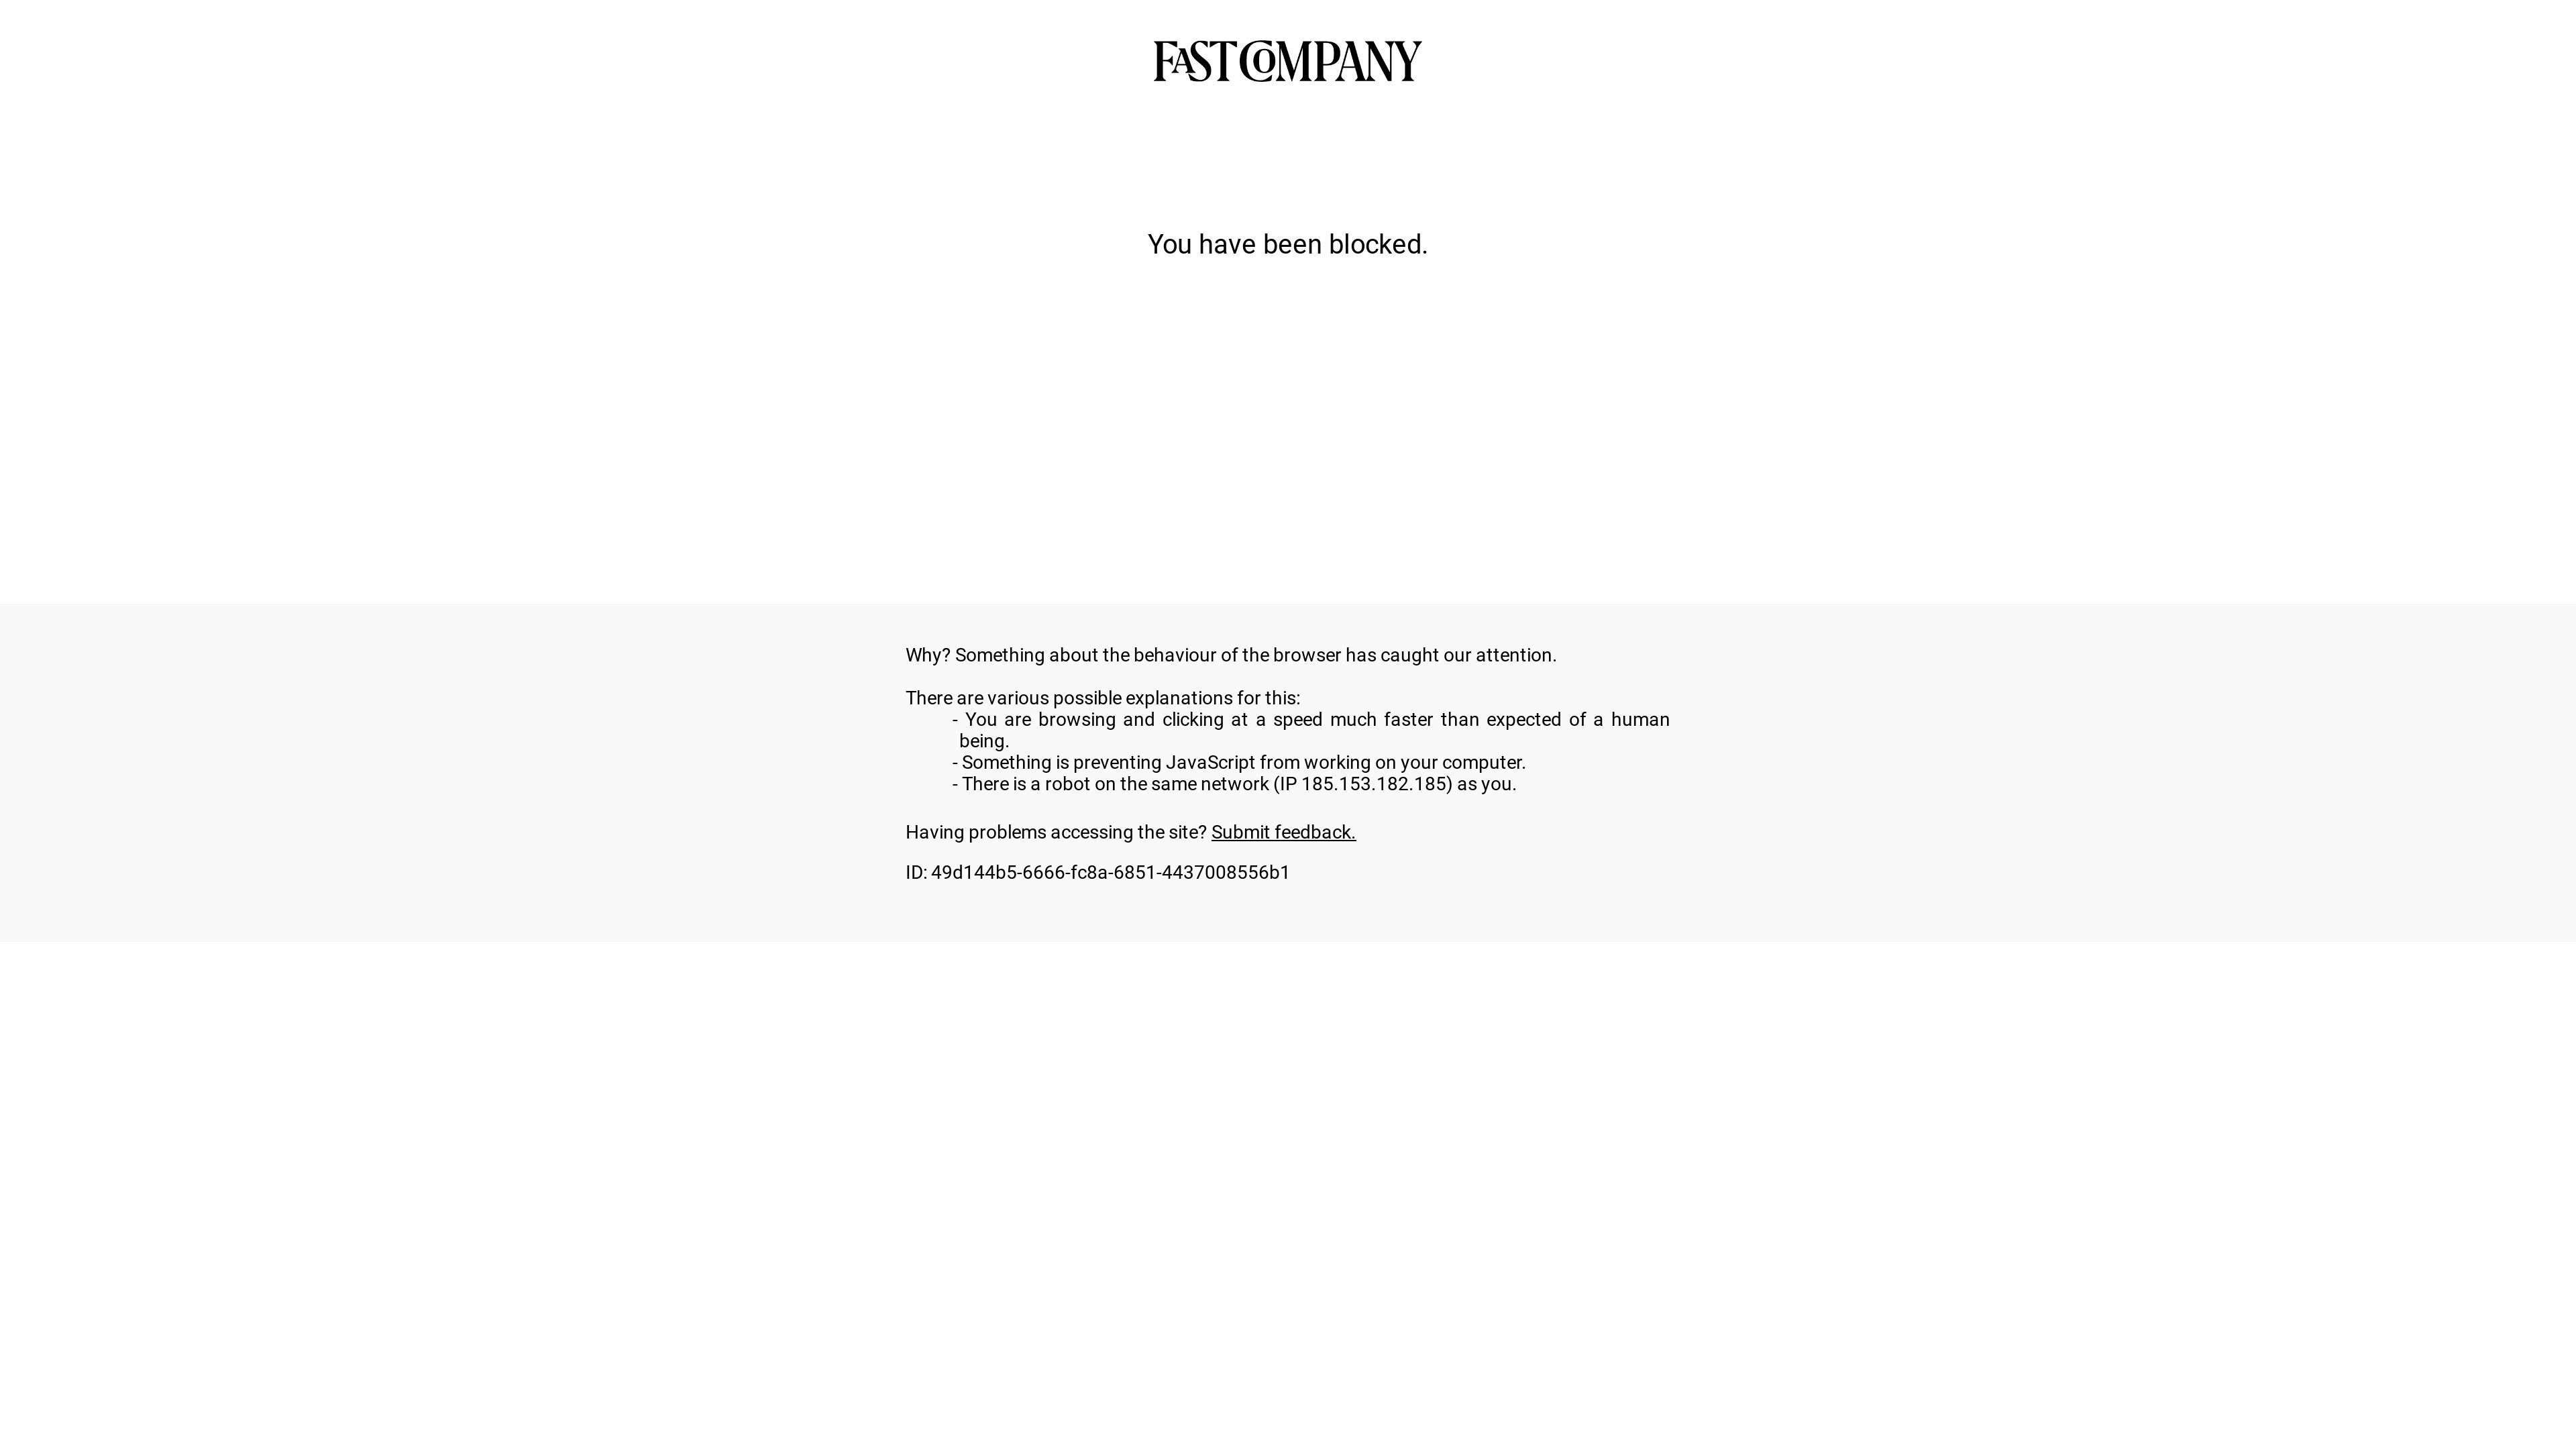 FAST COMPANY
You have been blocked.
Why? Something about the behaviour of the browser has caught our attention.
There are various possible explanations for this:
- You are browsing and clicking at a speed much faster than expected of a human
being.
- Something is preventing JavaScript from working on your computer.
- There is a robot on the same network (IP 185.153.182.185) as you.
Having problems accessing the site? Submit feedback.
ID: 49d144b5-6666-fc8a-6851-4437008556b1